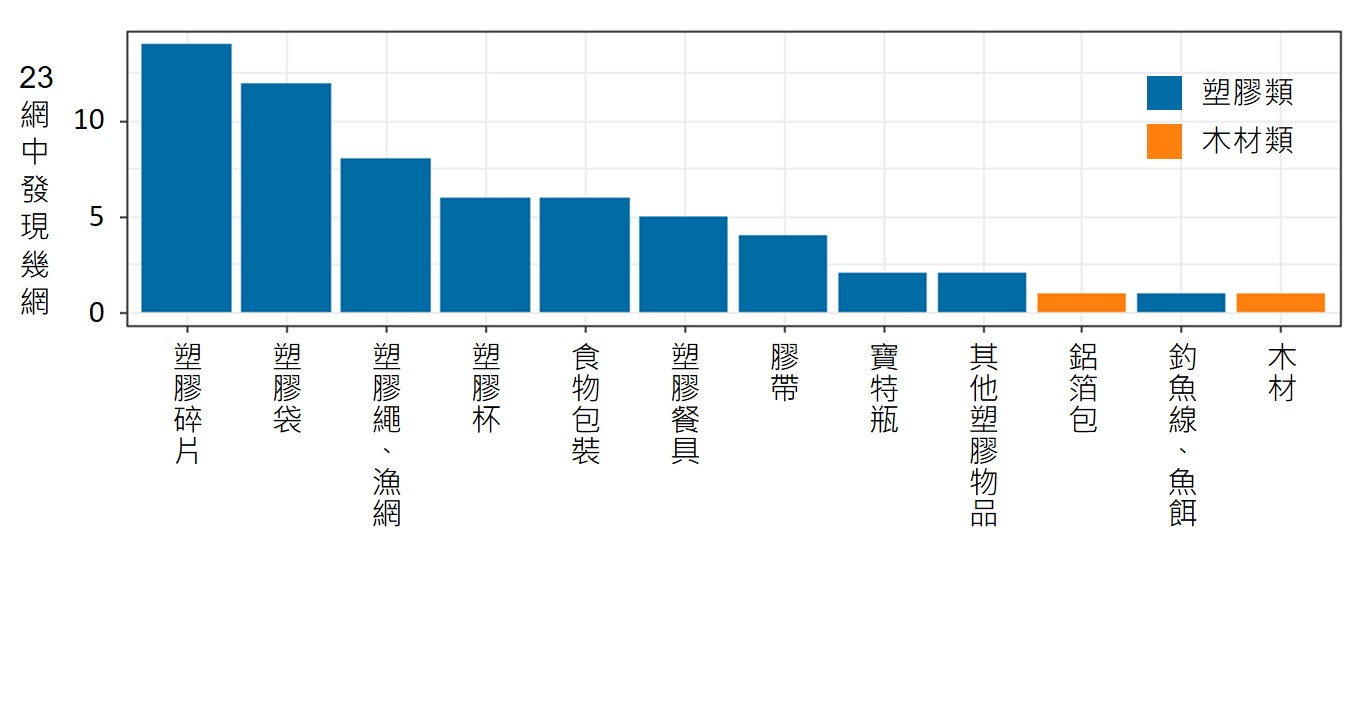 23網中發現幾網
10
5
0
塑膠類
木材類
塑膠碎片
塑膠袋
塑膠繩、漁網
塑膠杯
食物包裝
塑膠餐具
膠帶
寶特瓶
其他塑膠物品
鋁箔包
釣魚線、魚餌
木材